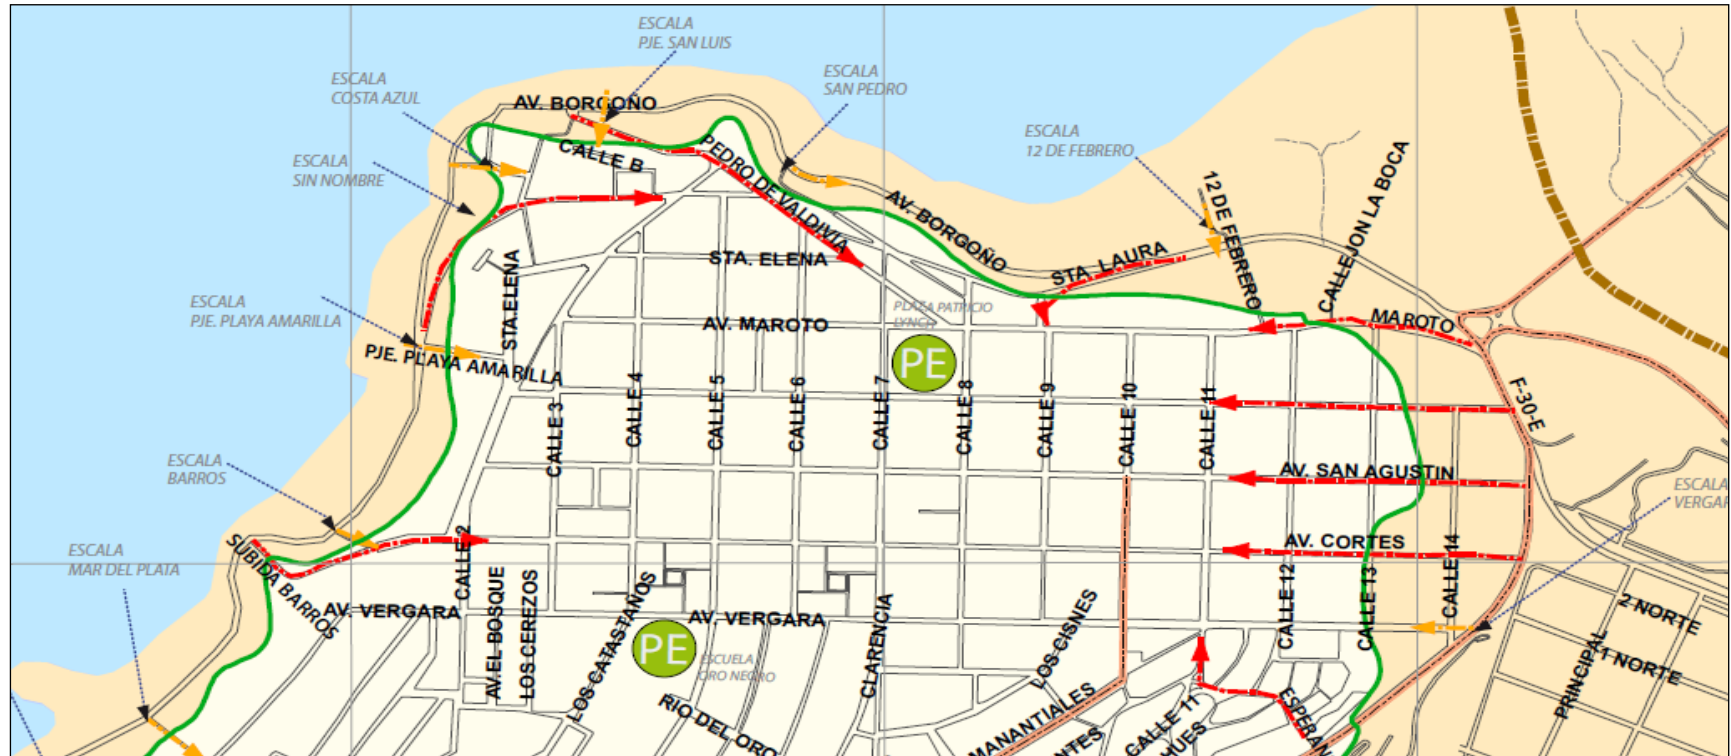 ESCALA
PJE. SAN LUIS
ESCALA
COSTA AZUL
AV. BORGOÑO
ESCALA
SAN PEDRO
ESCALA
12 DE FEBRERO
ESCALA
SIN NOMBRE
CALLE B
PEDRO DE VALDIVIA
AV. BORGOÑO
12 DE FEBRERO
CALLEJON LA BOCA
STA. ELENA
STA.ELENA
STA. LAURA
ESCALA
PJE. PLAYA AMARILLA
PLAZA PATRICIO
LYNCH
AV. MAROTO
MAROTO
PJE. PLAYA AMARILLA
PE
F-30-E
CALLE 3
CALLE 4
CALLE 5
CALLE 6
CALLE 7
CALLE 8
CALLE 9
CALLE 10
CALLE 11
ESCALA
BARROS
AV. SAN AGUSTIN
ESCALA
VERGAR
ESCALA
MAR DEL PLATA
SUBIDA BARROS
CALLE 2
AV. CORTES
CALLE 12
CALLE 13
CALLE 14
AV. VERGARA
AV.EL BOSQUE
LOS CEREZOS
LOS CATASTAÑOS
AV. VERGARA
PE
ESCUELA
ORO NEGRO
CLARENCIA
LOS CISNES
2 NORTE
1 NORTE
PRINCIPAL
RIO DEL ORO
MANANTIALES
NTES
CALLE 11
HUES
ESPERAN